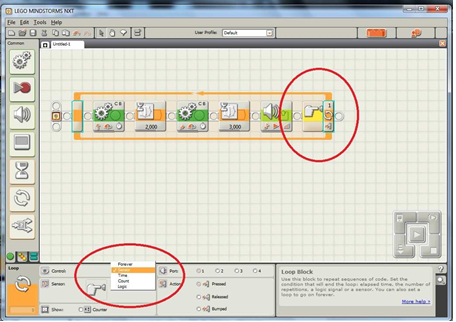 LEGO MINDSTORMS NXT
File Edit Tools Help
User Profile: Default
Common Untitled-1
C B
C B
1
2,000
3,000
Loop
Control:
Sensor:
Show: Counter
Forever
Sensor
Time
Count
Logic
Port: 1 2 3 4
Action: Pressed
Released
Bumped
Loop Block
Use this block to repeat sequences of code. Set the
condition that will end the loop: elapsed time, the number
of repetitions, a logic signal or a sensor. You can also set a
loop to go on forever.
More help »